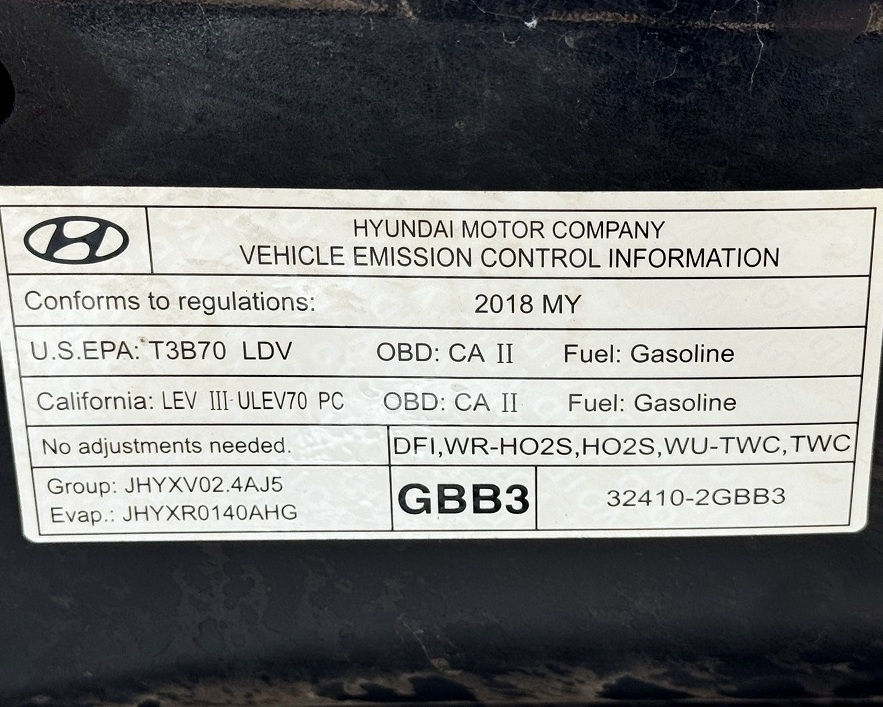 HYUNDAI MOTOR COMPANY
VEHICLE EMISSION CONTROL INFORMATION
Conforms to regulations: 2018 MY
U.S.EPA: T3B70 LDV OBD: CA II Fuel: Gasoline
California: LEV III ULEV70 PC OBD: CA II Fuel: Gasoline
No adjustments needed. DFI,WR-HO2S,HO2S,WU-TWC,TWC
Group: JHYXV02.4AJ5
Evap.: JHYXR0140AHG
GBB3
32410-2GBB3